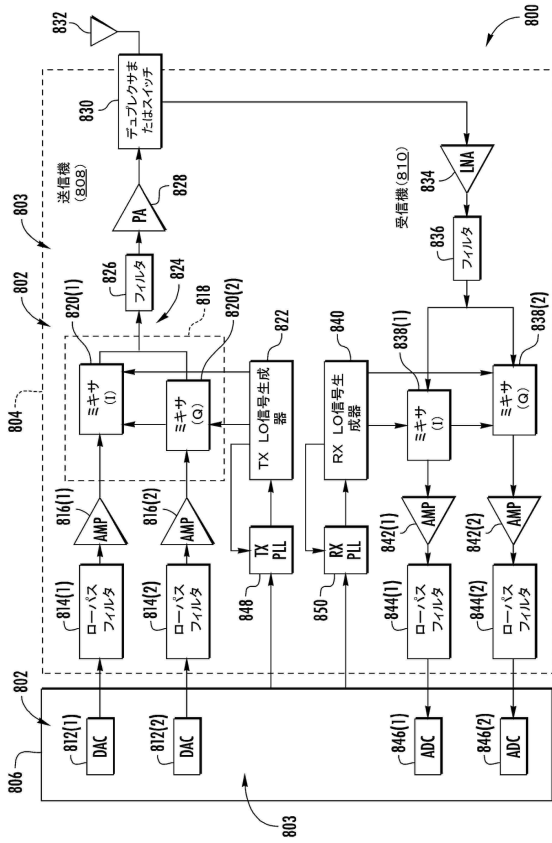 800
802
803
804
832
デュプレクサま
たはスイッチ
830
送信機
(808)
PA
828
826
フィルタ
824
818
820(1)
ミキサ
(I)
820(2)
ミキサ
(Q)
816(1)
AMP
816(2)
AMP
814(1)
ローパス
フィルタ
814(2)
ローパス
フィルタ
822
TX LO信号生成
器
TX
PLL
848
840
RX LO信号生
成器
RX
PLL
850
受信機(810)
LNA
834
フィルタ
836
838(1)
ミキサ
(I)
838(2)
ミキサ
(Q)
AMP
842(1)
AMP
842(2)
844(1)
ローパス
フィルタ
844(2)
ローパス
フィルタ
806
802
812(1)
DAC
812(2)
DAC
803
846(1)
ADC
846(2)
ADC